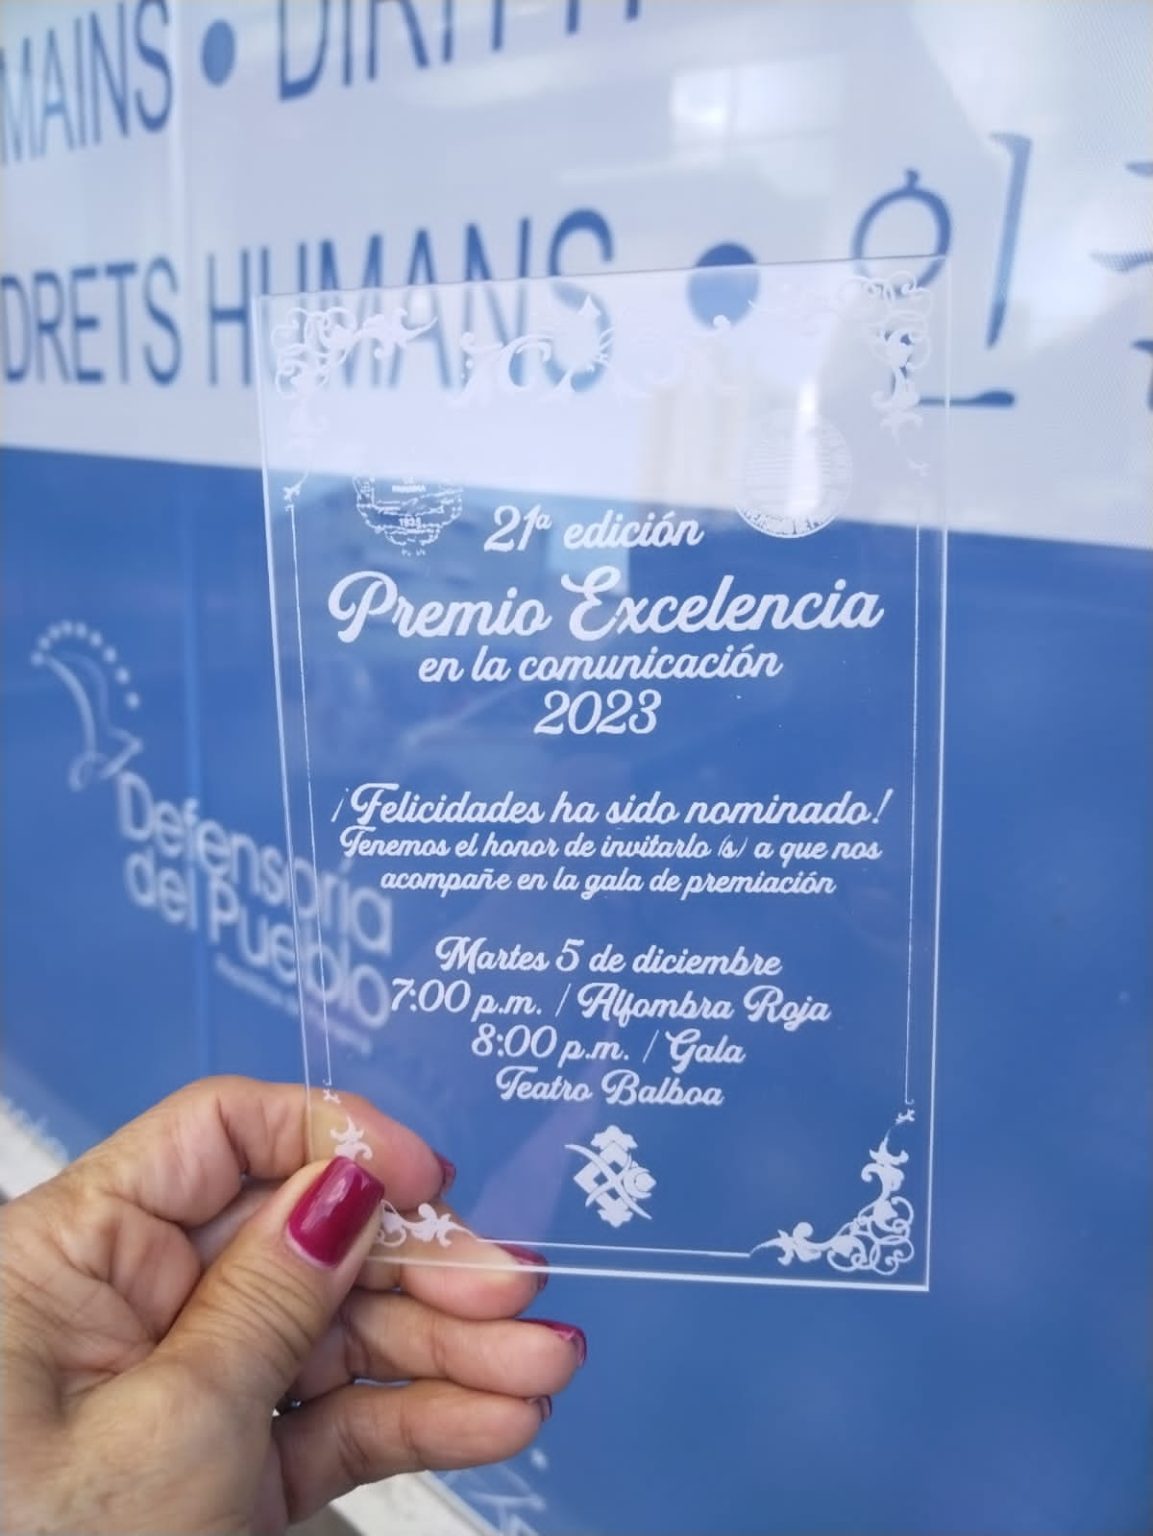 MAINS •
DRETS HUMANS •
21ª edición
Premio Excelencia
en la comunicación
2023
¡Felicidades ha sido nominado!
Tenemos el honor de invitarlo (s) a que nos
acompañe en la gala de premiación
Martes 5 de diciembre
7:00 p.m. / Alfombra Roja
8:00 p.m. / Gala
Teatro Balboa
Defensoría
del Pueblo